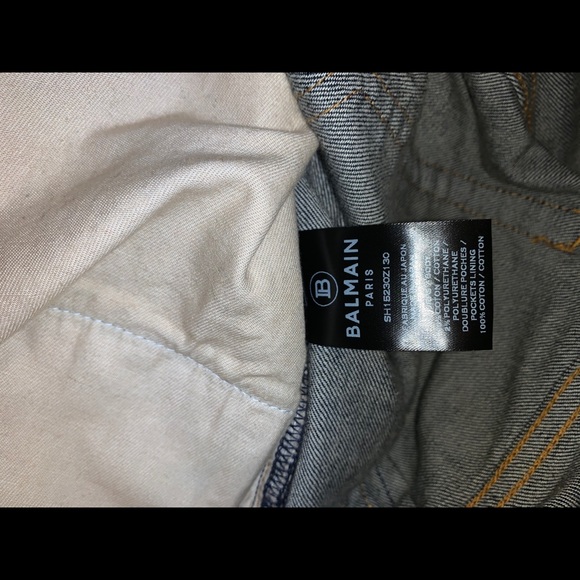 B
BALMAIN
PARIS
SH15230Z130
FABRIQUE AU JAPON
COTON / COTTON
2% POLYURETHANE /
POLYURETHANE
DOUBLURE POCHES /
POCKETS LINING
100% COTON / COTTON